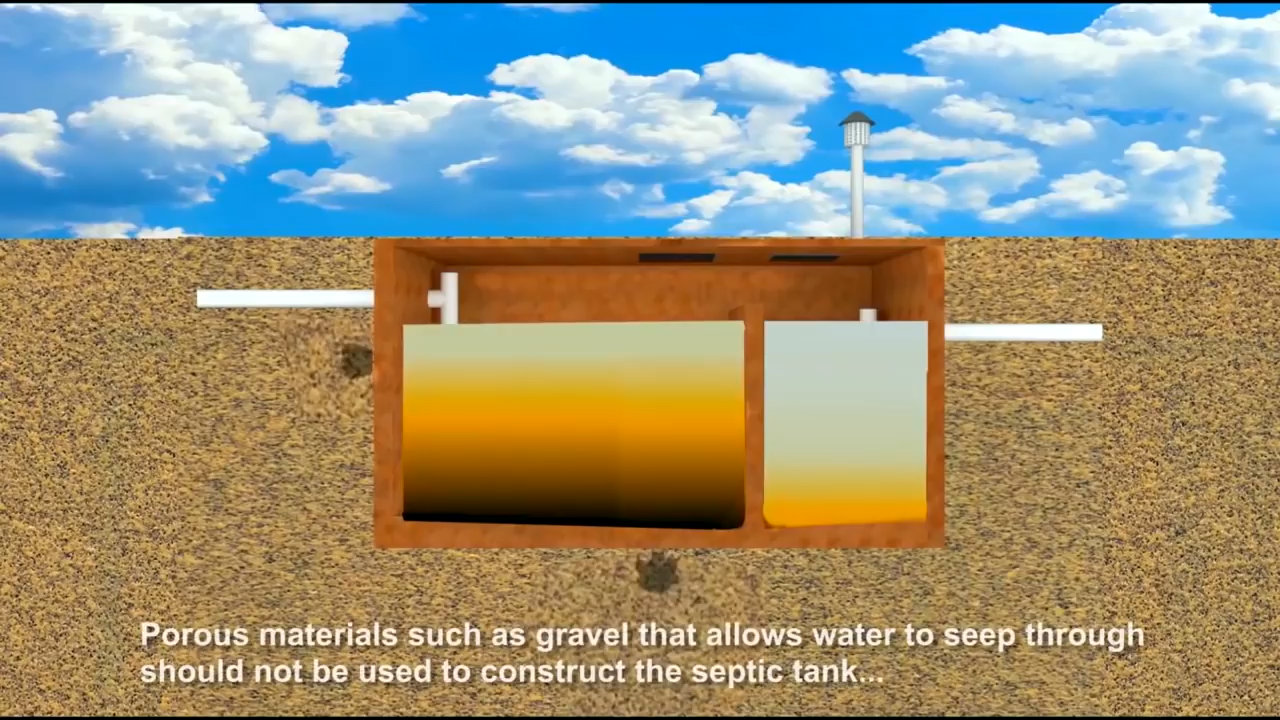 Porous materials such as gravel that allows water to seep through
should not be used to construct the septic tank...